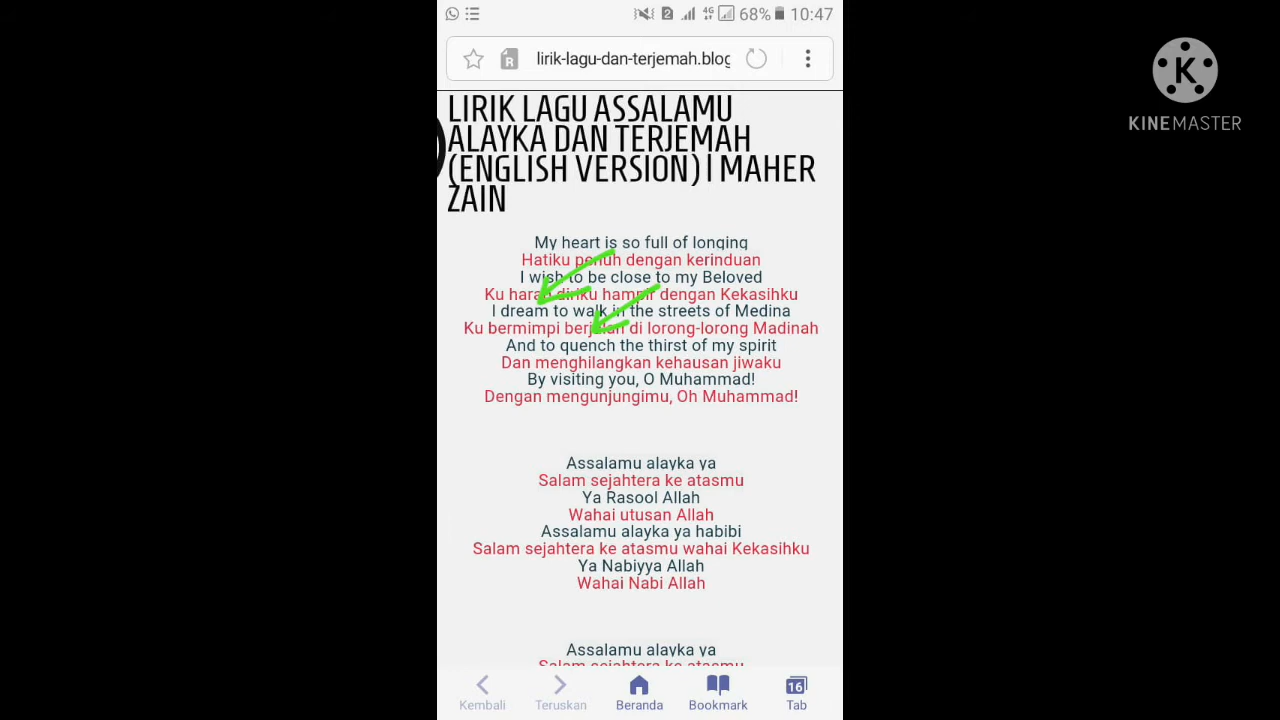 68% 10:47
lirik-lagu-dan-terjemah.blog
K
KINEMASTER
LIRIK LAGU ASSALAMU
ALAYKA DAN TERJEMAH
(ENGLISH VERSION) | MAHER
ZAIN
My heart is so full of longing
Hatiku penuh dengan kerinduan
I wish to be close to my Beloved
Ku harap diriku hampir dengan Kekasihku
I dream to walk in the streets of Medina
Ku bermimpi berjalan di lorong-lorong Madinah
And to quench the thirst of my spirit
Dan menghilangkan kehausan jiwaku
By visiting you, O Muhammad!
Dengan mengunjungimu, Oh Muhammad!
Assalamu alayka ya
Salam sejahtera ke atasmu
Ya Rasool Allah
Wahai utusan Allah
Assalamu alayka ya habibi
Salam sejahtera ke atasmu wahai Kekasihku
Ya Nabiyya Allah
Wahai Nabi Allah
Assalamu alayka ya
Salam sejahtera ke atasmu
Kembali Teruskan Beranda Bookmark 16 Tab